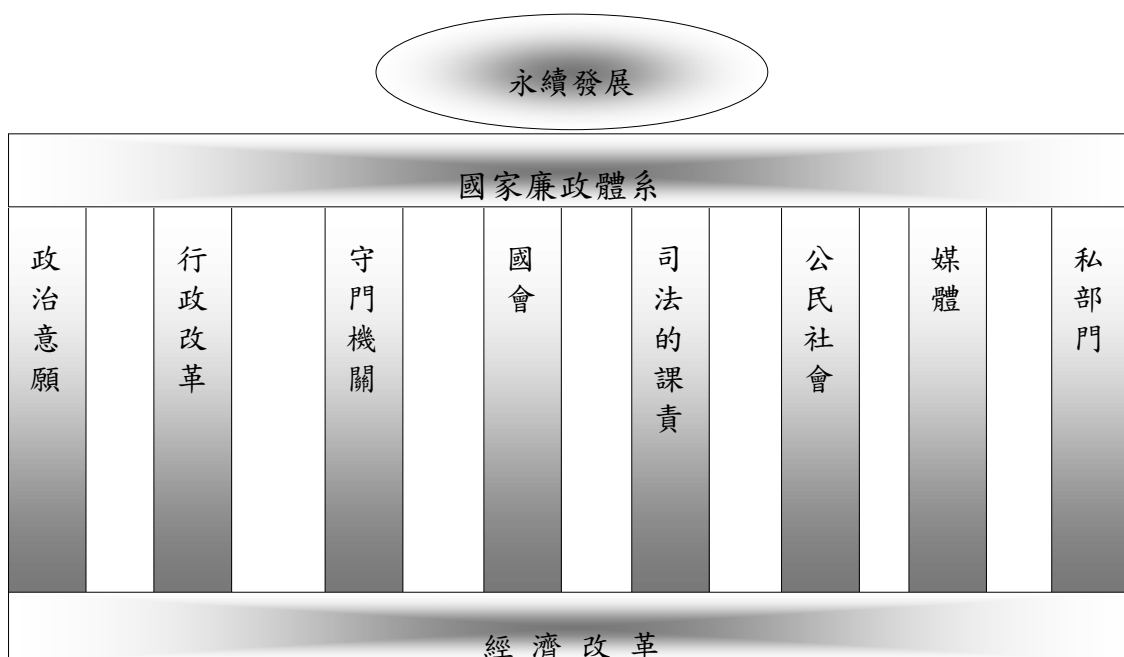 永續發展
國家廉政體系
政治意願
行政改革
守門機關
國會
司法的課責
公民社會
媒體
私部門
經濟改革